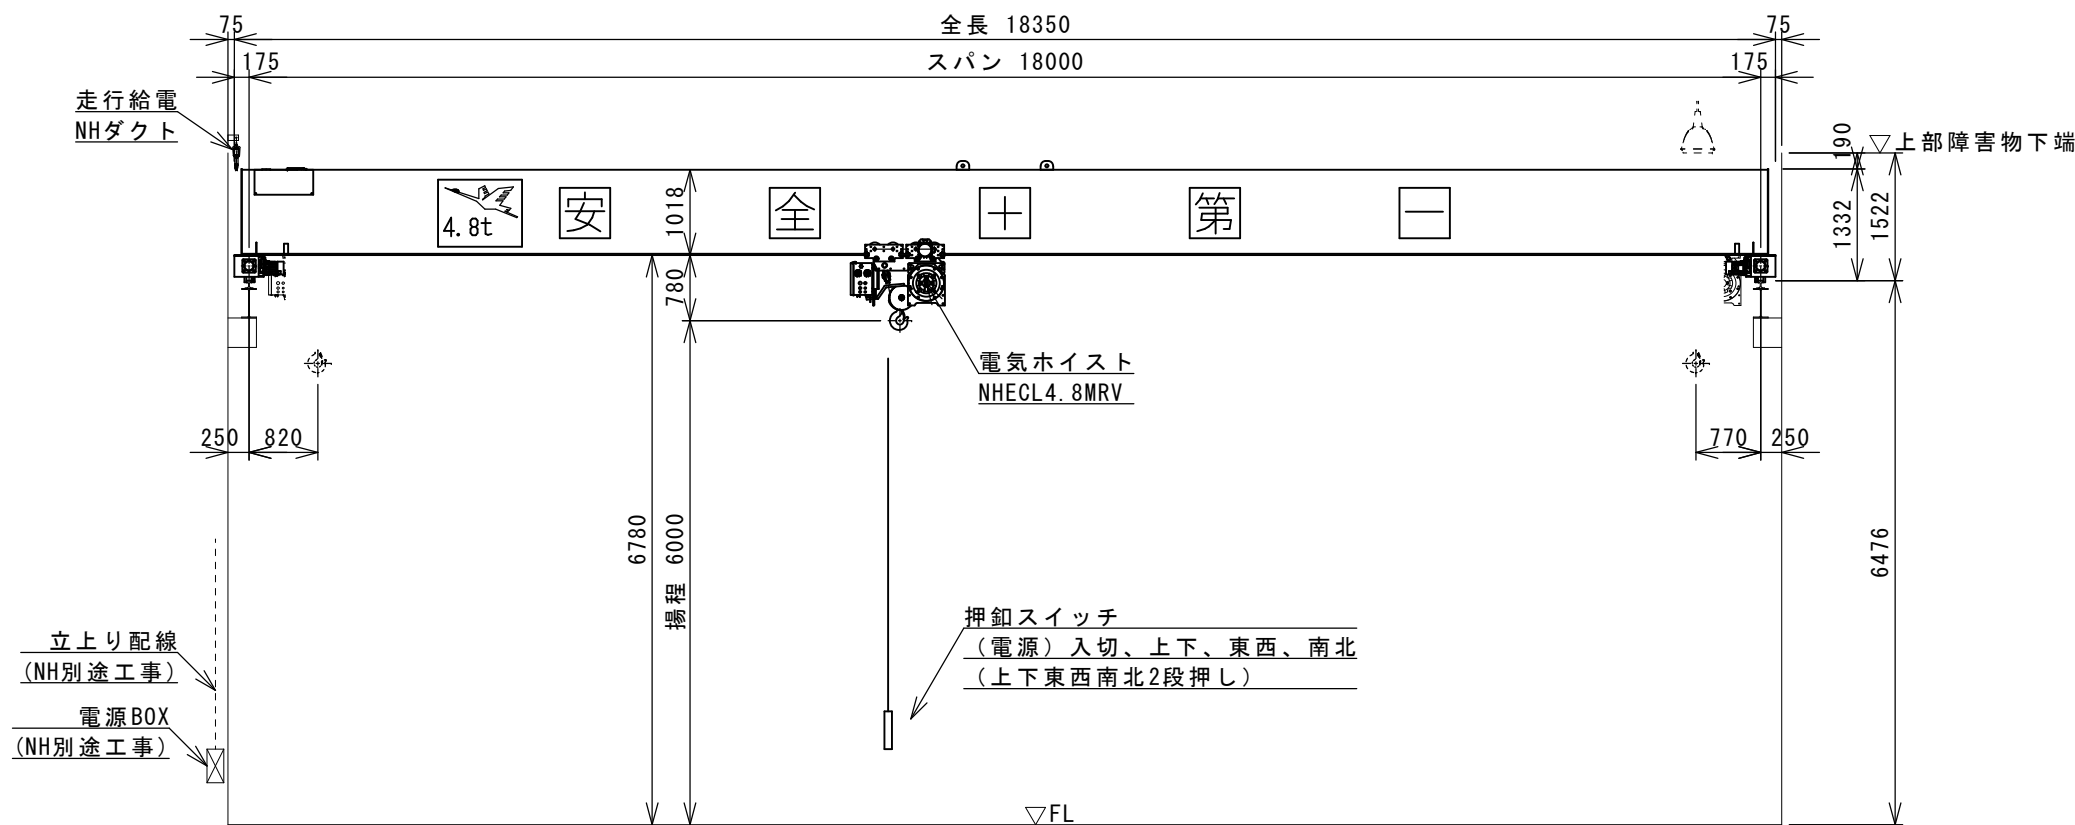 75
全長 18350
75
175
スパン 18000
175
走行給電
NHダクト
190
上部障害物下端
4.8t
安
全
十
第
一
1018
1332
1522
780
電気ホイスト
NHECL4.8MRV
250
820
770
250
6780
揚程 6000
6476
押釦スイッチ
(電源)入切、上下、東西、南北
(上下東西南北2段押し)
立上り配線
(NH別途工事)
電源BOX
(NH別途工事)
FL